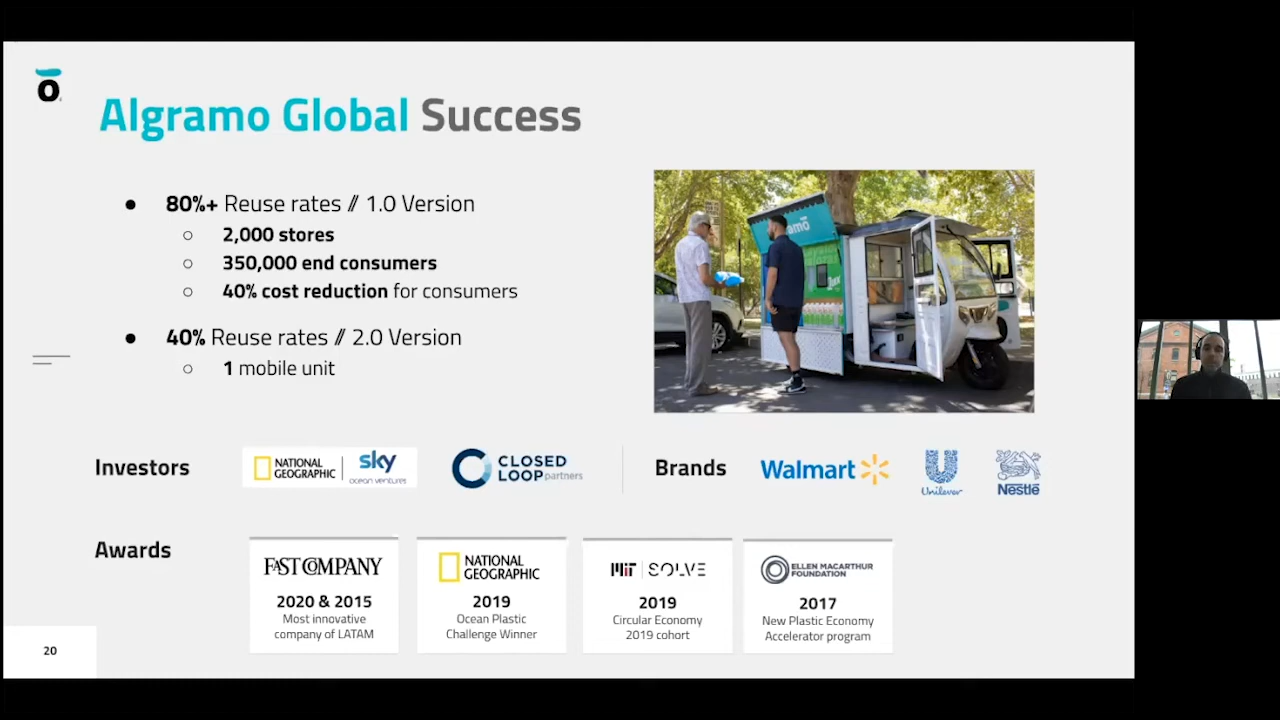 ō
Algramo Global Success
● 80%+ Reuse rates // 1.0 Version
○ 2,000 stores
○ 350,000 end consumers
○ 40% cost reduction for consumers
● 40% Reuse rates // 2.0 Version
○ 1 mobile unit
Investors
NATIONAL GEOGRAPHIC
sky
ocean ventures
CLOSED
LOOP partners
Brands
Walmart
Unilever
Nestlé
Awards
FAST COMPANY
2020 & 2015
Most innovative
company of LATAM
NATIONAL
GEOGRAPHIC
2019
Ocean Plastic
Challenge Winner
MIT SOLVE
2019
Circular Economy
2019 cohort
ELLEN MACARTHUR
FOUNDATION
2017
New Plastic Economy
Accelerator program
20